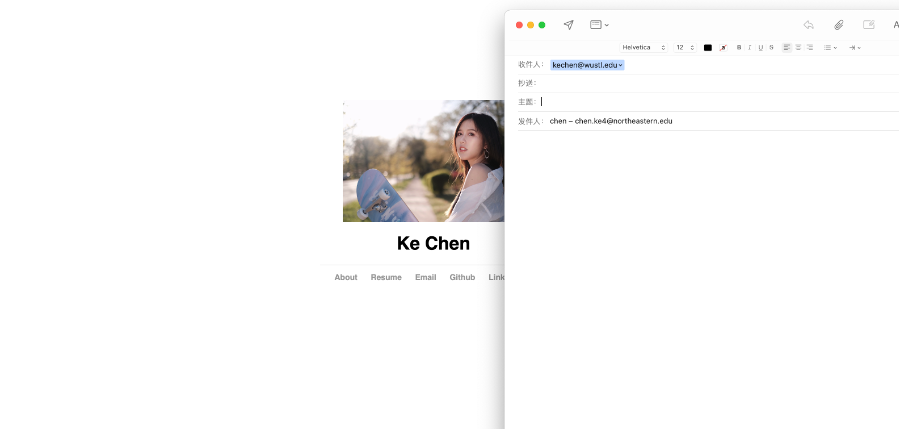 Ke Chen
About Resume Email Github
Helvetica 12 B I U S
收件人： kechen@wustl.edu
抄送：
主题：
发件人： chen – chen.ke4@northeastern.edu